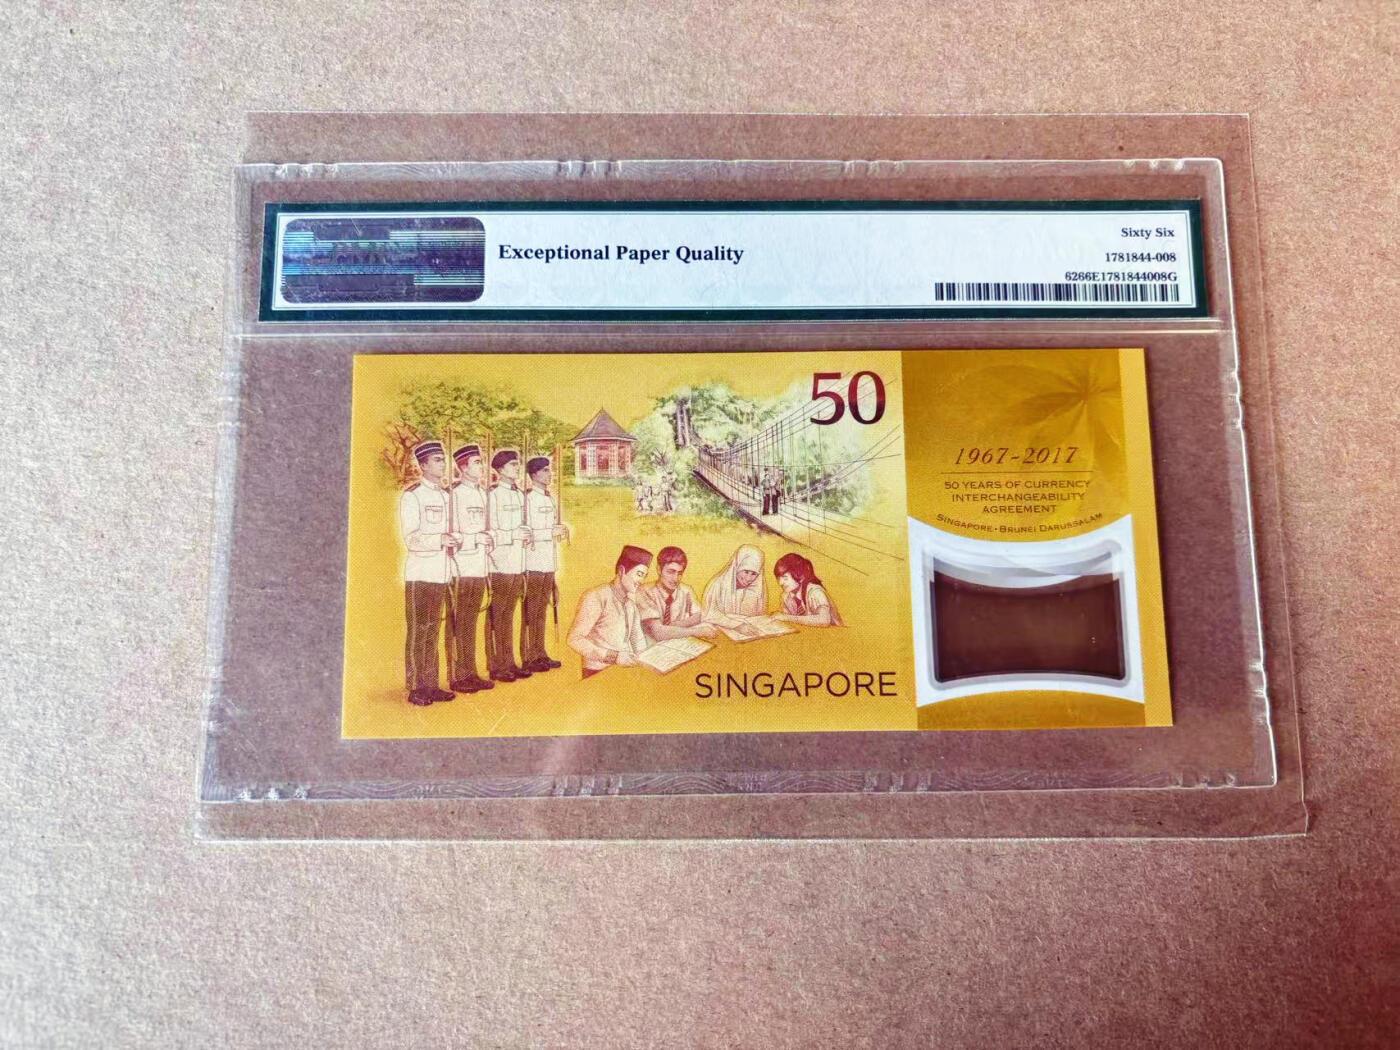 Exceptional Paper Quality
Sixty Six
1781844-008
6266E1781844008G
50
1967-2017
50 YEARS OF CURRENCY
INTERCHANGEABILITY
AGREEMENT
SINGAPORE • BRUNEI DARUSSALAM
SINGAPORE